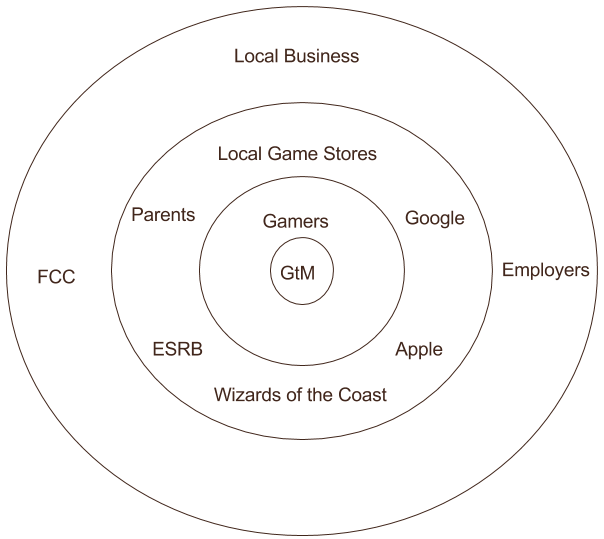 Local Business
Local Game Stores
Parents
Google
Gamers
FCC
GtM
Employers
ESRB
Apple
Wizards of the Coast